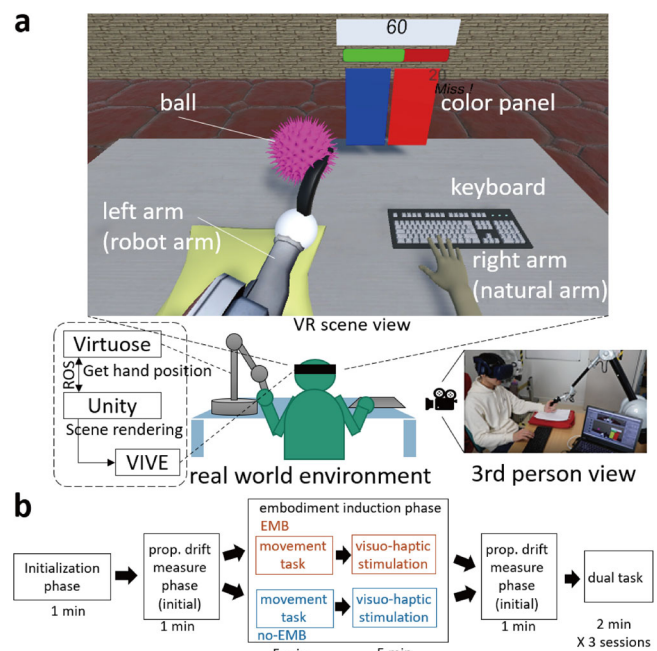 a
60
20
Miss !
ball
color panel
keyboard
left arm
(robot arm)
right arm
(natural arm)
VR scene view
Virtuose
ROS
Get hand position
Unity
Scene rendering
VIVE
real world environment
3rd person view
b
embodiment induction phase
EMB
Initialization
phase
1 min
prop. drift
measure
phase
(initial)
1 min
movement
task
visuo-haptic
stimulation
movement
task
visuo-haptic
stimulation
no-EMB
prop. drift
measure
phase
(initial)
1 min
dual task
2 min
X 3 sessions